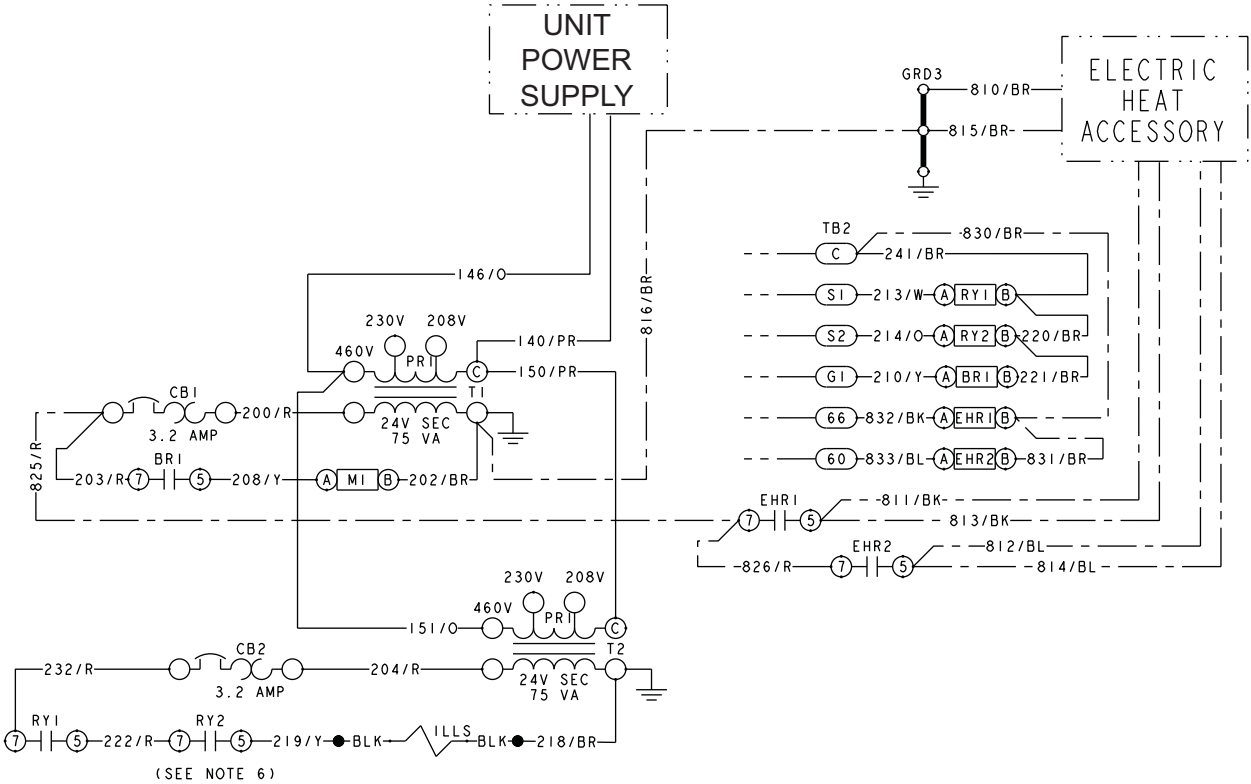 UNIT
POWER
SUPPLY
ELECTRIC
HEAT
ACCESSORY
GRD3
810/BR
815/BR
TB2
830/BR
C 241/BR
146/O
816/BR
S1 213/W A RY1 B
230V 208V
140/PR
S2 214/O A RY2 B 220/BR
460V PR1 C 150/PR
G1 210/Y A BR1 B 221/BR
CB1
T1
200/R
24V SEC
75 VA
3.2 AMP
66 832/BK A EHR1 B
825/R
BR1
60 833/BL A EHR2 B 831/BR
203/R 7 5 208/Y A M1 B 202/BR
EHR1
811/BK
7 5 813/BK
EHR2
812/BL
826/R 7 5 814/BL
230V 208V
460V PR1
151/O C
CB2
T2
232/R 204/R
24V SEC
75 VA
3.2 AMP
RY1 RY2 ILLS
7 5 222/R 7 5 219/Y BLK BLK 218/BR
(SEE NOTE 6)